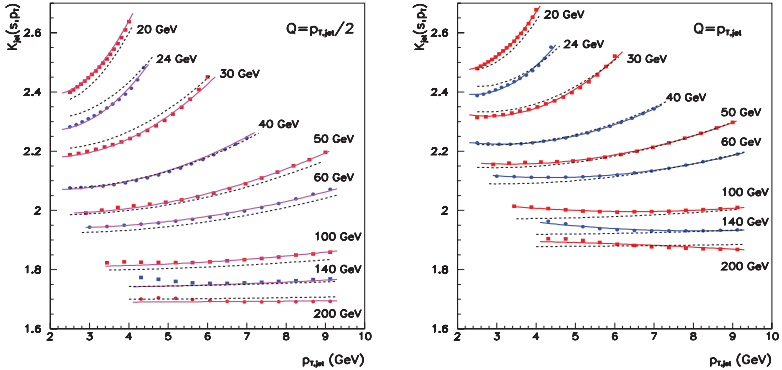 K_jet(s,p_T)
Q=p_T,jet/2
2.6
2.4
2.2
2
1.8
1.6
20 GeV
24 GeV
30 GeV
40 GeV
50 GeV
60 GeV
100 GeV
140 GeV
200 GeV
2 3 4 5 6 7 8 9 10
p_T,jet (GeV)
K_jet(s,p_T)
Q=p_T,jet
2.6
2.4
2.2
2
1.8
1.6
20 GeV
24 GeV
30 GeV
40 GeV
50 GeV
60 GeV
100 GeV
140 GeV
200 GeV
2 3 4 5 6 7 8 9 10
p_T,jet (GeV)